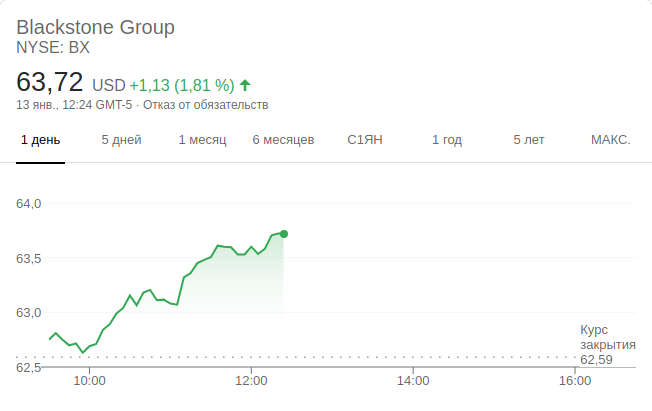 Blackstone Group
NYSE: BX
63,72 USD +1,13 (1,81 %)
13 янв., 12:24 GMT-5 · Отказ от обязательств
1 день 5 дней 1 месяц 6 месяцев С1ЯН 1 год 5 лет МАКС.
64,0
63,5
63,0
Курс
закрытия
62,59
62,5
10:00 12:00 14:00 16:00